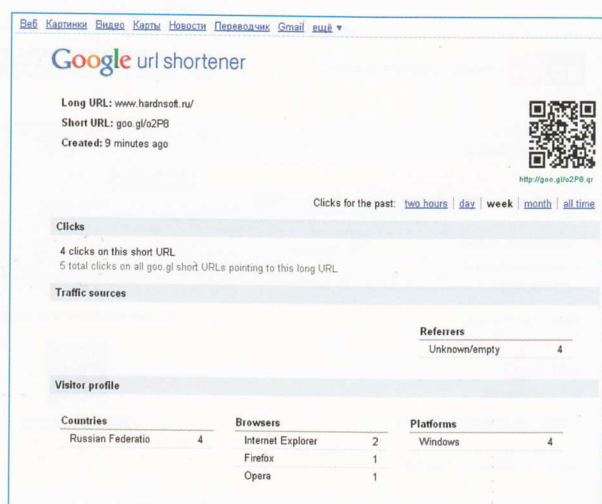 Веб Картинки Видео Карты Новости Переводчик Gmail ещё ▼
Google url shortener
Long URL: www.hardnsoft.ru/
Short URL: goo.gl/o2P8
Created: 9 minutes ago
http://goo.gl/o2P8.qr
Clicks for the past: two hours | day | week | month | all time
Clicks
4 clicks on this short URL
5 total clicks on all goo.gl short URLs pointing to this long URL
Traffic sources
Referrers
Unknown/empty 4
Visitor profile
Countries
Russian Federatio 4
Browsers
Internet Explorer 2
Firefox 1
Opera 1
Platforms
Windows 4